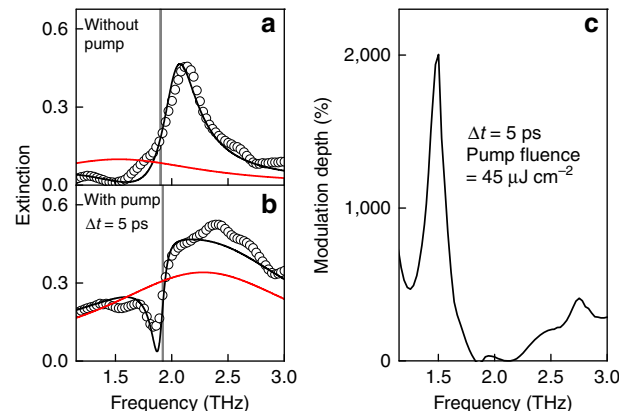 0.6
Without
pump
a
0.3
0.0
Extinction
With pump
Δt = 5 ps
b
0.6
0.3
0.0
1.5 2.0 2.5 3.0
Frequency (THz)
c
2,000
1,000
0
Modulation depth (%)
Δt = 5 ps
Pump fluence
= 45 μJ cm⁻²
1.5 2.0 2.5 3.0
Frequency (THz)